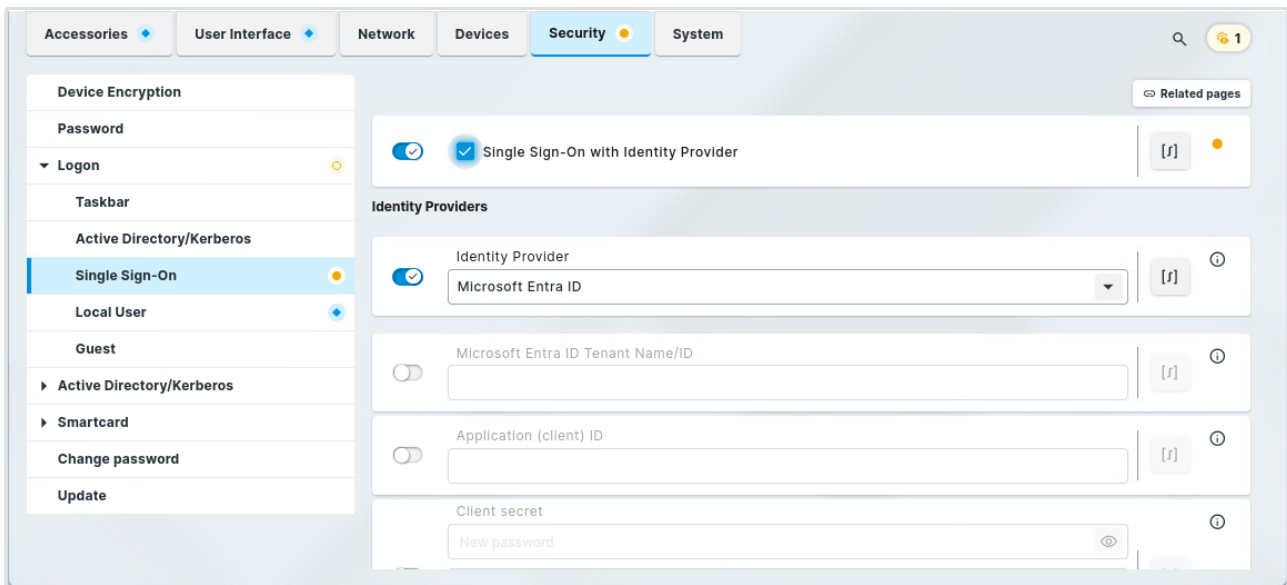 Accessories User Interface Network Devices Security System
1
Related pages
Device Encryption
Password
Logon
Taskbar
Active Directory/Kerberos
Single Sign-On
Local User
Guest
Active Directory/Kerberos
Smartcard
Change password
Update
Single Sign-On with Identity Provider
[ʃ]
Identity Providers
Identity Provider
Microsoft Entra ID
[ʃ]
Microsoft Entra ID Tenant Name/ID
[ʃ]
Application (client) ID
[ʃ]
Client secret
New password